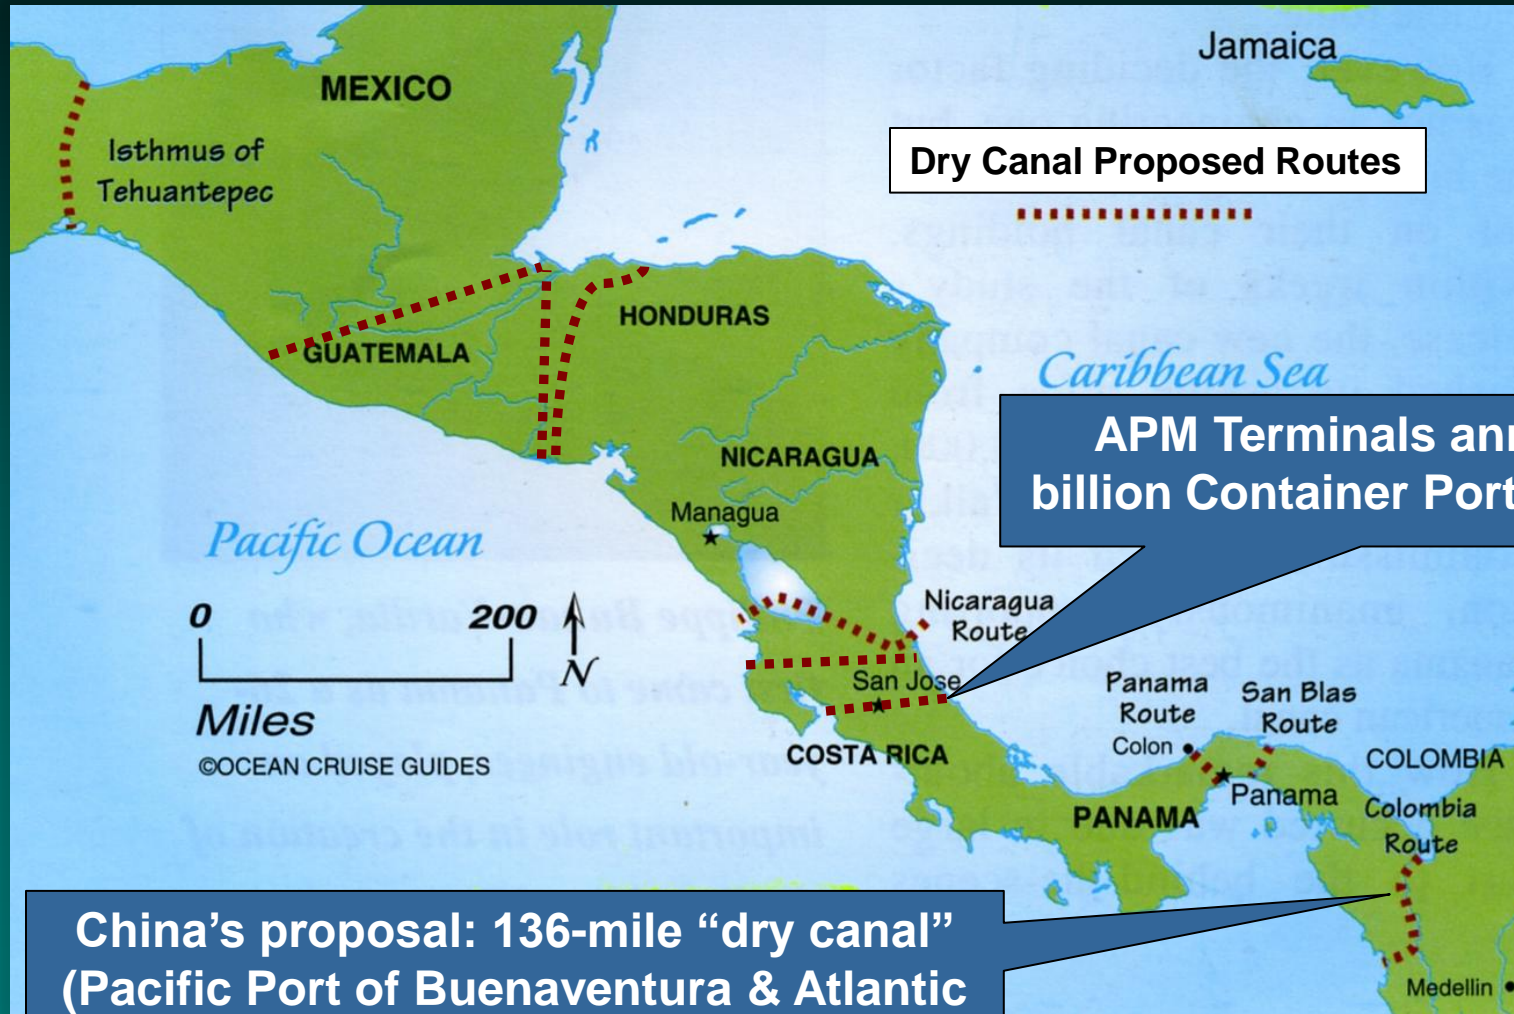 Jamaica
MEXICO
Isthmus of
Tehuantepec
Dry Canal Proposed Routes
HONDURAS
GUATEMALA
Caribbean Sea
APM Terminals
billion Container Port
NICARAGUA
Managua
Pacific Ocean
0 200
N
Miles
©OCEAN CRUISE GUIDES
Nicaragua
Route
San Jose
COSTA RICA
Panama
Route
San Blas
Route
Colon
COLOMBIA
Panama
PANAMA
Colombia
Route
China’s proposal: 136-mile “dry canal”
(Pacific Port of Buenaventura & Atlantic
Medellin